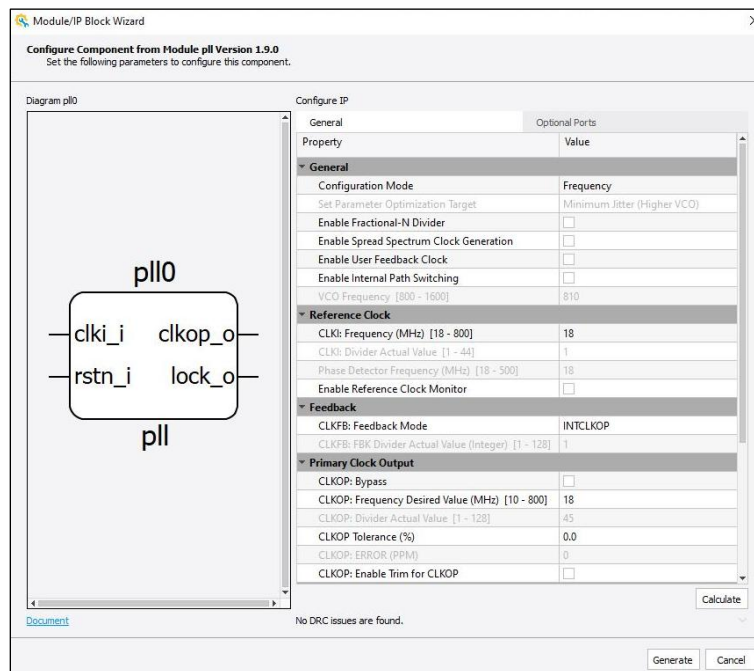 Module/IP Block Wizard
Configure Component from Module pll Version 1.9.0
Set the following parameters to configure this component.
Diagram pll0
pll0
clki_i clkop_o
rstn_i lock_o
pll
Document
Configure IP
General Optional Ports
Property Value
General
Configuration Mode Frequency
Set Parameter Optimization Target Minimum Jitter (Higher VCO)
Enable Fractional-N Divider
Enable Spread Spectrum Clock Generation
Enable User Feedback Clock
Enable Internal Path Switching
VCO Frequency [800 - 1600] 810
Reference Clock
CLKI: Frequency (MHz) [18 - 800] 18
CLKI: Divider Actual Value [1 - 44] 1
Phase Detector Frequency (MHz) [18 - 500] 18
Enable Reference Clock Monitor
Feedback
CLKFB: Feedback Mode INTCLKOP
CLKFB: FBK Divider Actual Value (Integer) [1 - 128] 1
Primary Clock Output
CLKOP: Bypass
CLKOP: Frequency Desired Value (MHz) [10 - 800] 18
CLKOP: Divider Actual Value [1 - 128] 45
CLKOP Tolerance (%) 0.0
CLKOP: ERROR (PPM) 0
CLKOP: Enable Trim for CLKOP
Calculate
No DRC issues are found.
Generate Cancel